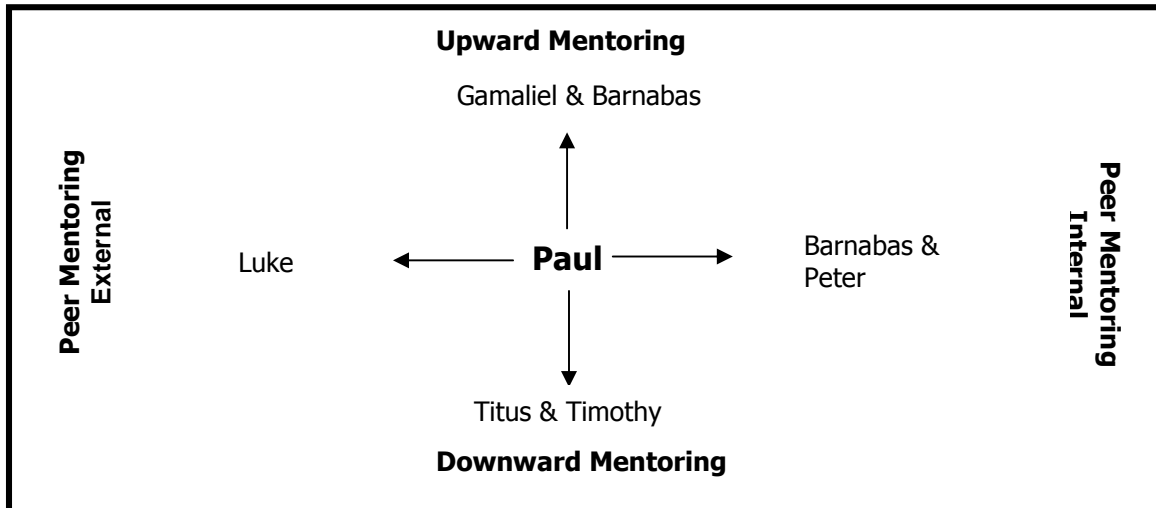 Upward Mentoring
Gamaliel & Barnabas
Peer Mentoring
External
Luke
Paul
Barnabas &
Peter
Peer Mentoring
Internal
Titus & Timothy
Downward Mentoring